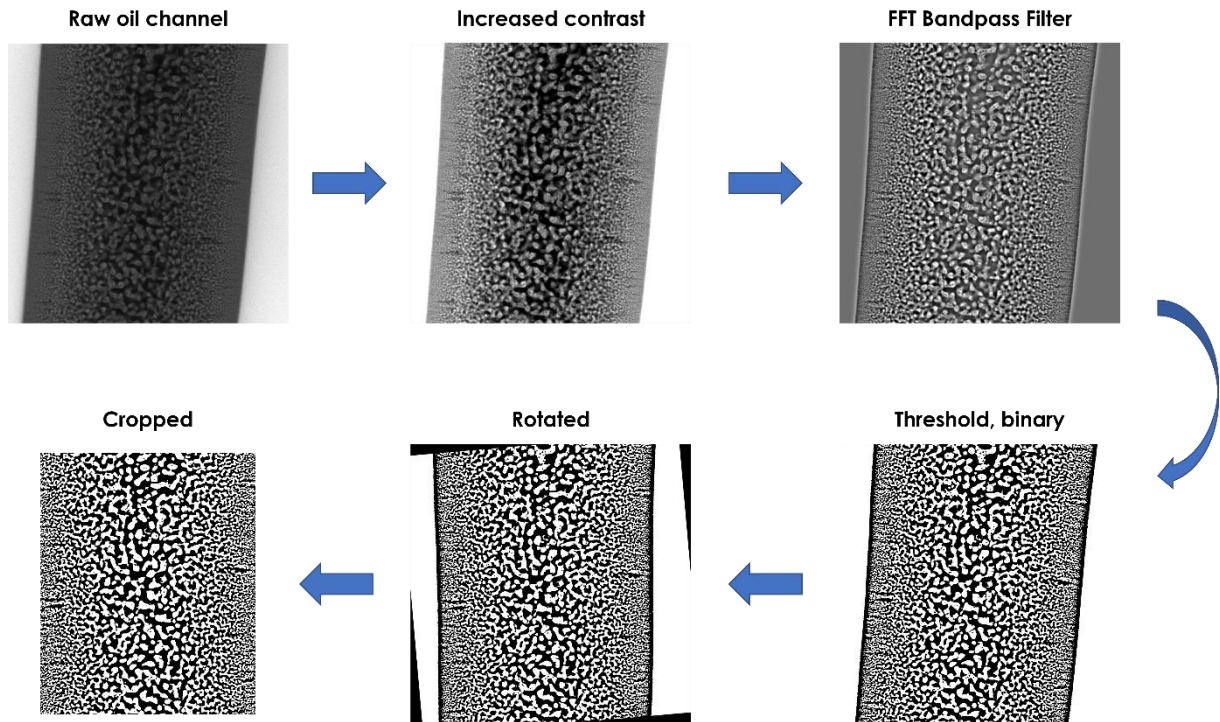 Raw oil channel
Increased contrast
FFT Bandpass Filter
Cropped
Rotated
Threshold, binary